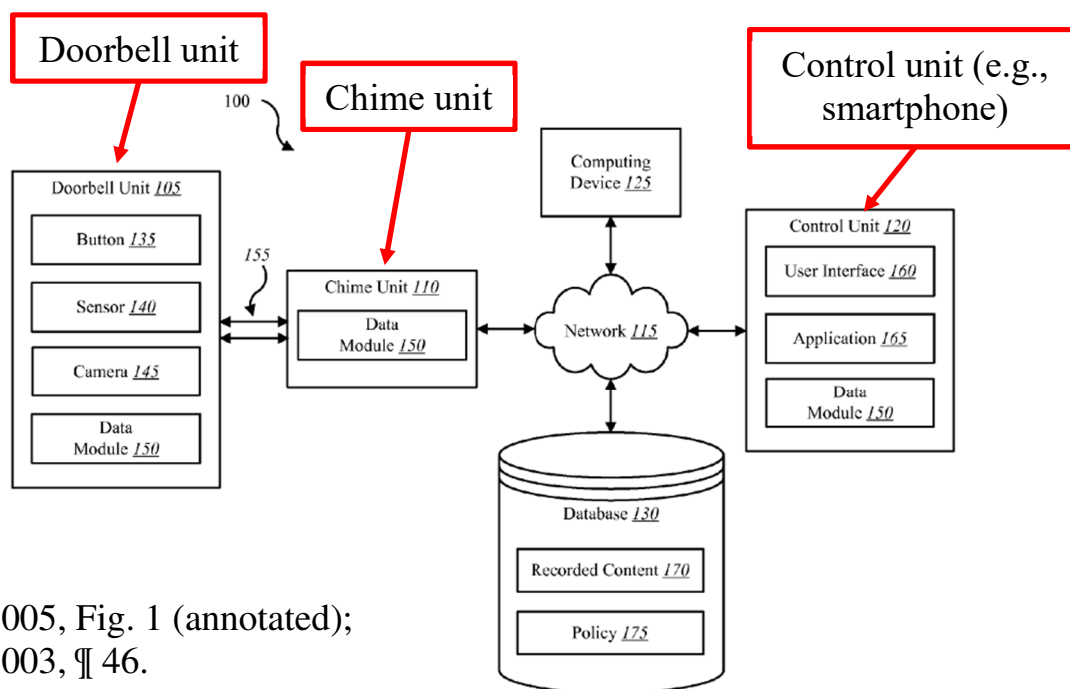 Doorbell unit
Chime unit
Control unit (e.g.,
smartphone)
100
Doorbell Unit 105
Button 135
Sensor 140
Camera 145
Data
Module 150
155
Chime Unit 110
Data
Module 150
Computing
Device 125
Network 115
Control Unit 120
User Interface 160
Application 165
Data
Module 150
Database 130
Recorded Content 170
Policy 175
005, Fig. 1 (annotated);
003, ¶ 46.